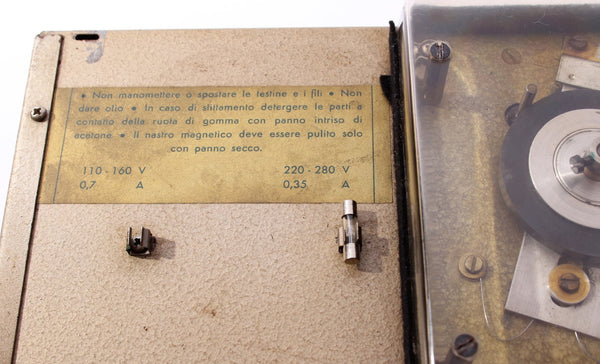 • Non manomettere o spostare le testine e i fili • Non
dare olio • In caso di slittamento detergere le parti a
contatto della ruota di gomma con panno intriso di
acetone • Il nastro magnetico deve essere pulito solo
con panno secco.
110-160 V 220-280 V
0,7 A 0,35 A